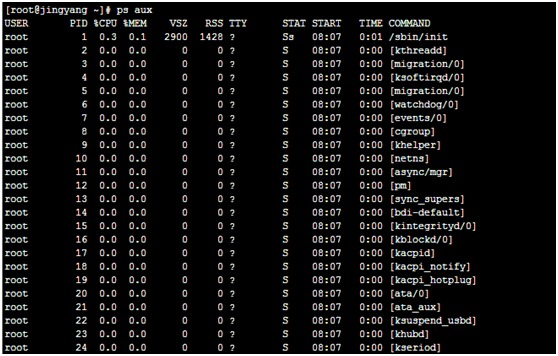 [root@jingyang ~]# ps aux
USER PID %CPU %MEM VSZ RSS TTY STAT START TIME COMMAND
root 1 0.3 0.1 2900 1428 ? Ss 08:07 0:01 /sbin/init
root 2 0.0 0.0 0 0 ? S 08:07 0:00 [kthreadd]
root 3 0.0 0.0 0 0 ? S 08:07 0:00 [migration/0]
root 4 0.0 0.0 0 0 ? S 08:07 0:00 [ksoftirqd/0]
root 5 0.0 0.0 0 0 ? S 08:07 0:00 [migration/0]
root 6 0.0 0.0 0 0 ? S 08:07 0:00 [watchdog/0]
root 7 0.0 0.0 0 0 ? S 08:07 0:00 [events/0]
root 8 0.0 0.0 0 0 ? S 08:07 0:00 [cgroup]
root 9 0.0 0.0 0 0 ? S 08:07 0:00 [khelper]
root 10 0.0 0.0 0 0 ? S 08:07 0:00 [netns]
root 11 0.0 0.0 0 0 ? S 08:07 0:00 [async/mgr]
root 12 0.0 0.0 0 0 ? S 08:07 0:00 [pm]
root 13 0.0 0.0 0 0 ? S 08:07 0:00 [sync_supers]
root 14 0.0 0.0 0 0 ? S 08:07 0:00 [bdi-default]
root 15 0.0 0.0 0 0 ? S 08:07 0:00 [kintegrityd/0]
root 16 0.0 0.0 0 0 ? S 08:07 0:00 [kblockd/0]
root 17 0.0 0.0 0 0 ? S 08:07 0:00 [kacpid]
root 18 0.0 0.0 0 0 ? S 08:07 0:00 [kacpi_notify]
root 19 0.0 0.0 0 0 ? S 08:07 0:00 [kacpi_hotplug]
root 20 0.0 0.0 0 0 ? S 08:07 0:00 [ata/0]
root 21 0.0 0.0 0 0 ? S 08:07 0:00 [ata_aux]
root 22 0.0 0.0 0 0 ? S 08:07 0:00 [ksuspend_usbd]
root 23 0.0 0.0 0 0 ? S 08:07 0:00 [khubd]
root 24 0.0 0.0 0 0 ? S 08:07 0:00 [kseriod]